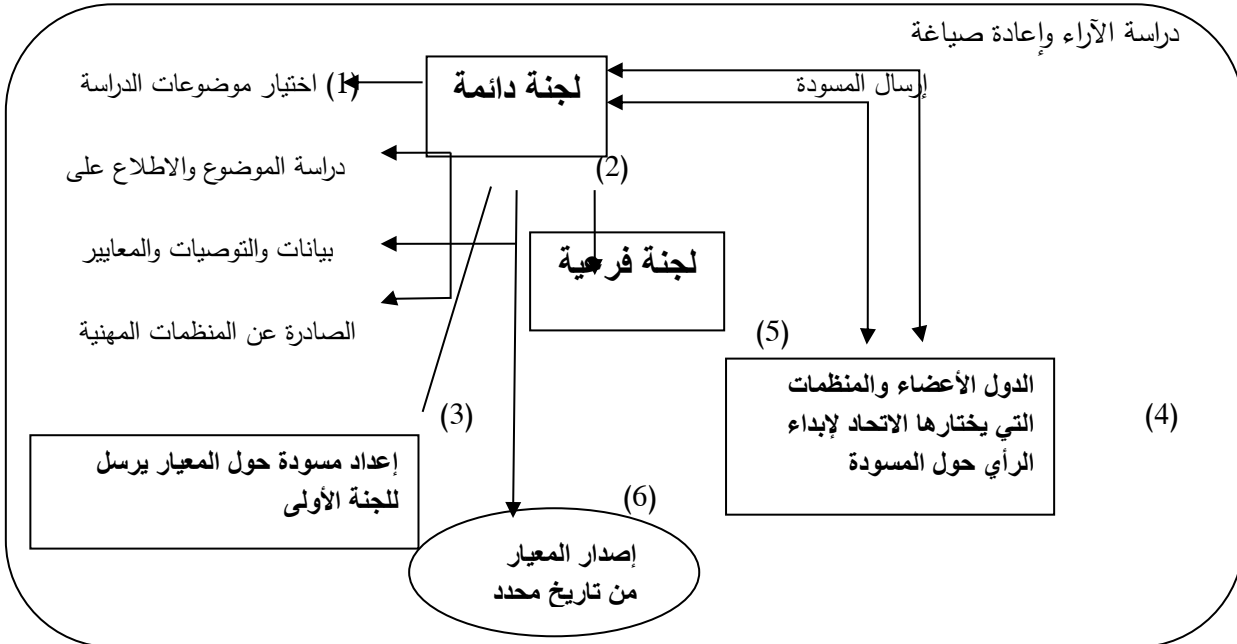 دراسة الآراء وإعادة صياغة
إرسال المسودة
لجنة دائمة
(1) اختيار موضوعات الدراسة
(2)
دراسة الموضوع والاطلاع على
بيانات والتوصيات والمعايير
الصادرة عن المنظمات المهنية
لجنة فرعية
(5)
الدول الأعضاء والمنظمات
التي يختارها الاتحاد لإبداء
الرأي حول المسودة
(4)
(3)
إعداد مسودة حول المعيار يرسل
للجنة الأولى
(6)
إصدار المعيار
من تاريخ محدد